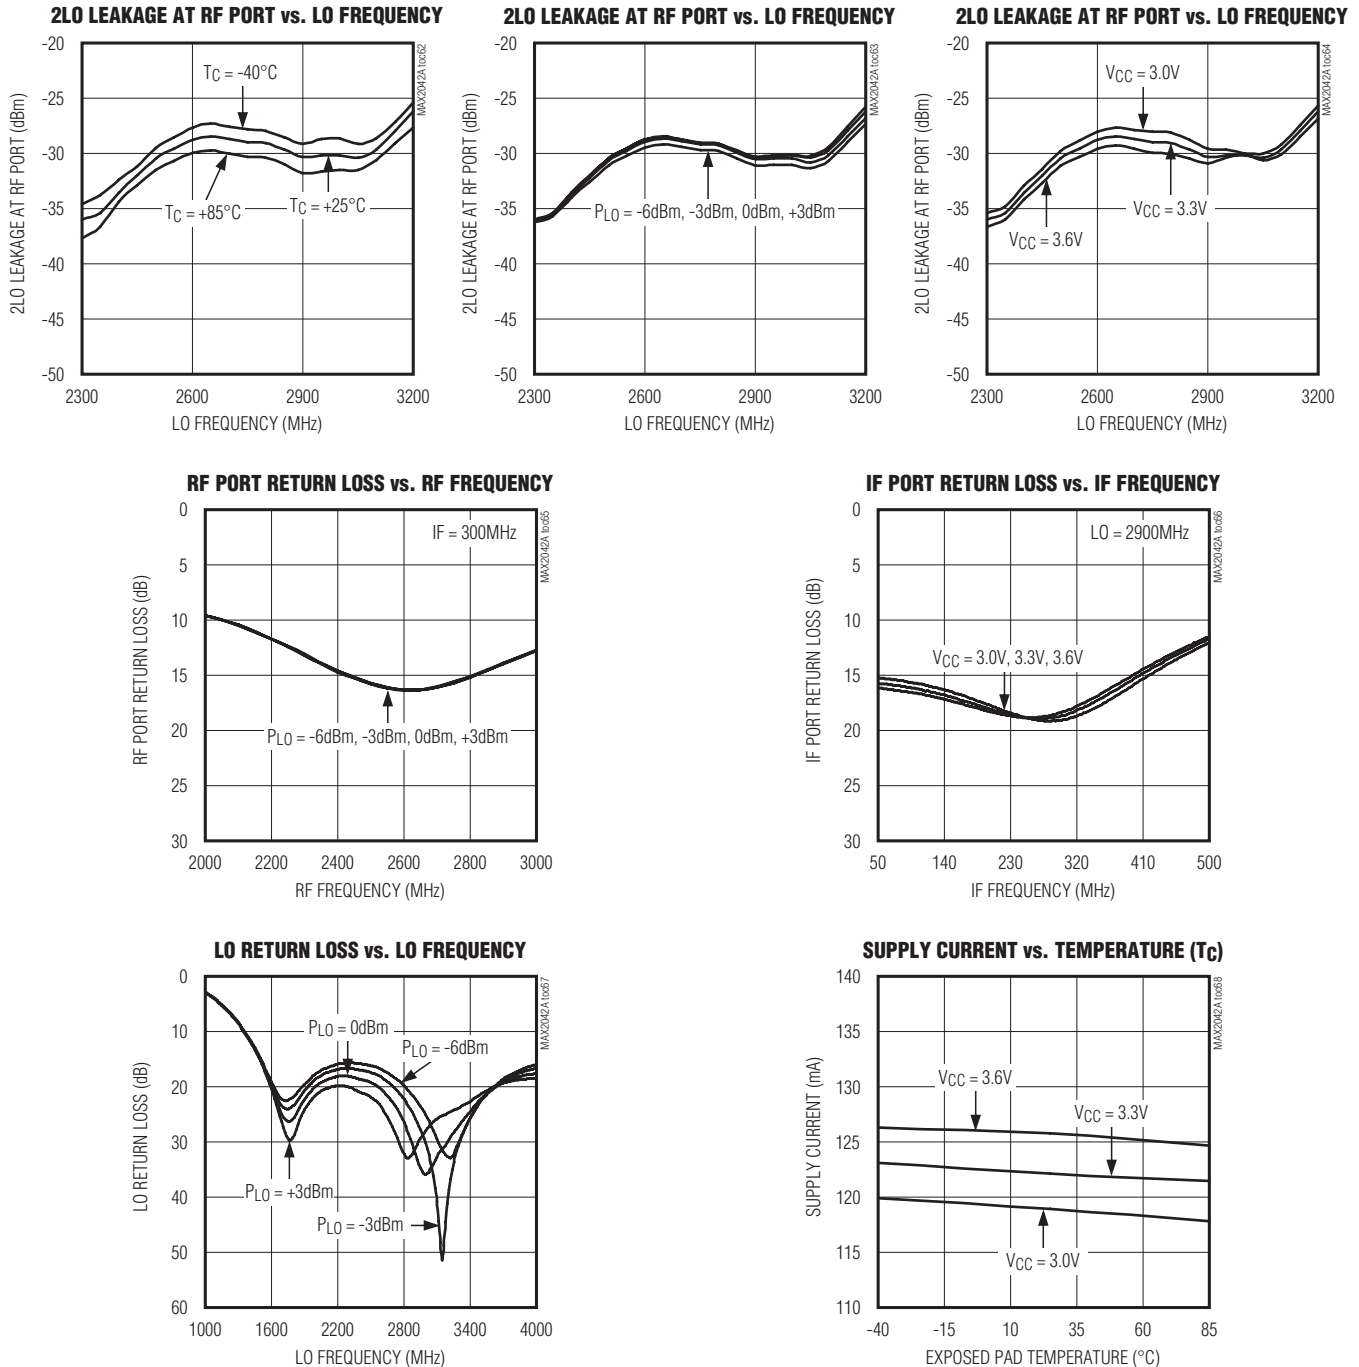 2LO LEAKAGE AT RF PORT vs. LO FREQUENCY
-20
-25
-30
-35
-40
-45
-50
2LO LEAKAGE AT RF PORT (dBm)
TC = -40°C
TC = +85°C
TC = +25°C
MAX2042A toc62
2300 2600 2900 3200
LO FREQUENCY (MHz)
2LO LEAKAGE AT RF PORT vs. LO FREQUENCY
-20
-25
-30
-35
-40
-45
-50
2LO LEAKAGE AT RF PORT (dBm)
PLO = -6dBm, -3dBm, 0dBm, +3dBm
MAX2042A toc63
2300 2600 2900 3200
LO FREQUENCY (MHz)
2LO LEAKAGE AT RF PORT vs. LO FREQUENCY
-20
-25
-30
-35
-40
-45
-50
2LO LEAKAGE AT RF PORT (dBm)
VCC = 3.0V
VCC = 3.3V
VCC = 3.6V
MAX2042A toc64
2300 2600 2900 3200
LO FREQUENCY (MHz)
RF PORT RETURN LOSS vs. RF FREQUENCY
0
5
10
15
20
25
30
RF PORT RETURN LOSS (dB)
IF = 300MHz
PLO = -6dBm, -3dBm, 0dBm, +3dBm
MAX2042A toc65
2000 2200 2400 2600 2800 3000
RF FREQUENCY (MHz)
IF PORT RETURN LOSS vs. IF FREQUENCY
0
5
10
15
20
25
30
IF PORT RETURN LOSS (dB)
LO = 2900MHz
VCC = 3.0V, 3.3V, 3.6V
MAX2042A toc66
50 140 230 320 410 500
IF FREQUENCY (MHz)
LO RETURN LOSS vs. LO FREQUENCY
0
10
20
30
40
50
60
LO RETURN LOSS (dB)
PLO = 0dBm
PLO = -6dBm
PLO = +3dBm
PLO = -3dBm
MAX2042A toc67
1000 1600 2200 2800 3400 4000
LO FREQUENCY (MHz)
SUPPLY CURRENT vs. TEMPERATURE (TC)
140
135
130
125
120
115
110
SUPPLY CURRENT (mA)
VCC = 3.6V
VCC = 3.3V
VCC = 3.0V
MAX2042A toc68
-40 -15 10 35 60 85
EXPOSED PAD TEMPERATURE (°C)